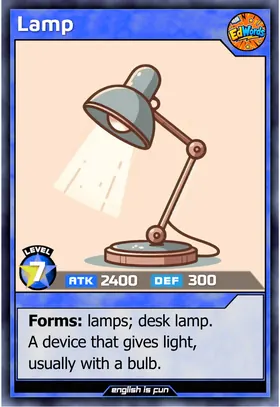 Lamp
EdWords
LEVEL
7
ATK 2400 DEF 300
Forms: lamps; desk lamp.
A device that gives light,
usually with a bulb.
english is fun